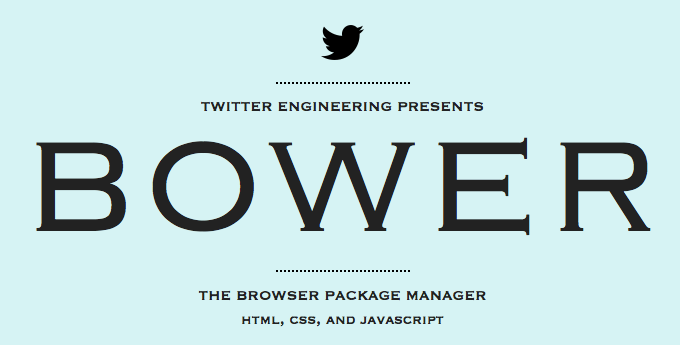 TWITTER ENGINEERING PRESENTS
BOWER
THE BROWSER PACKAGE MANAGER
HTML, CSS, AND JAVASCRIPT